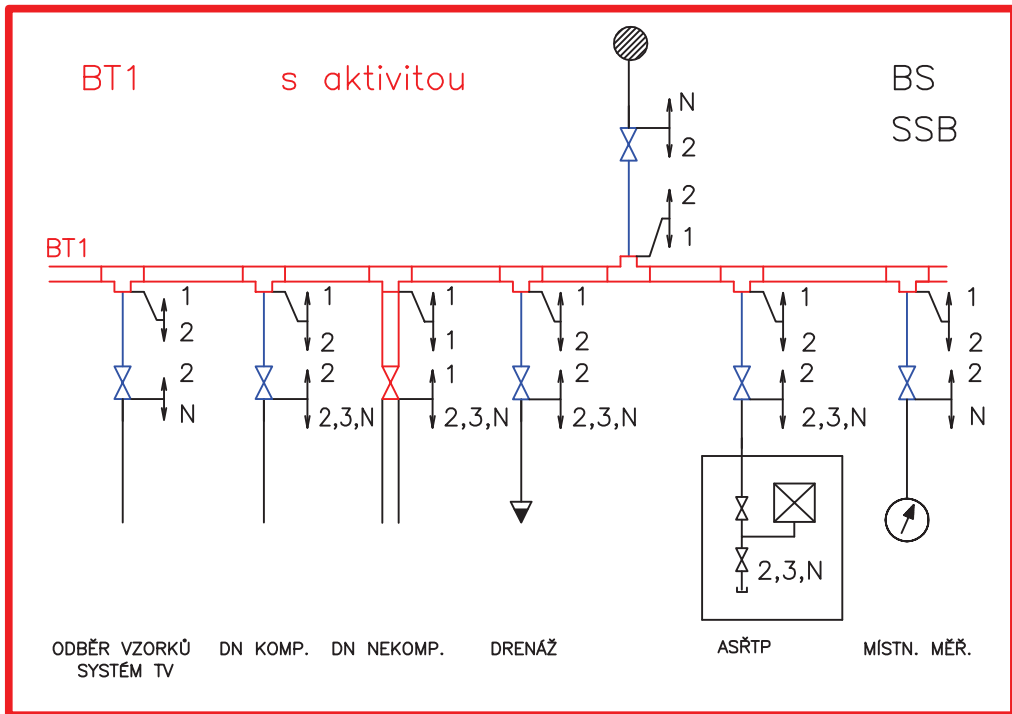 BT1 s aktivitou BS
SSB
N
2
2
1
BT1
1 1 1 1 1 1
2 2 1 2 2 2
2 2 1 2 2 2
N 2,3,N 2,3,N 2,3,N 2,3,N N
2,3,N
ODBĚR VZORKŮ DN KOMP. DN NEKOMP. DRENÁŽ ASŘTP MÍSTN. MĚŘ.
SYSTÉM TV